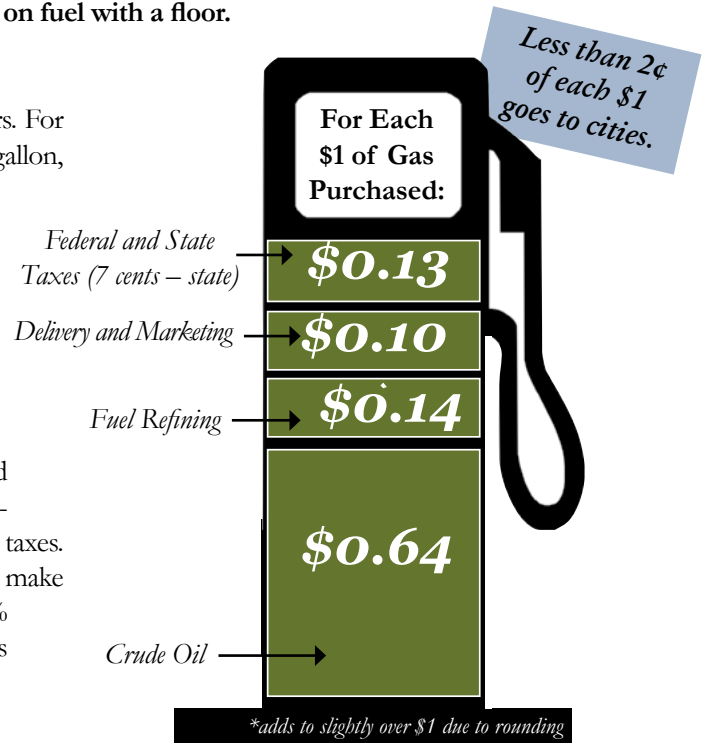 on fuel with a floor.
Less than 2¢
of each $1
goes to cities.
rs. For
gallon,
For Each
$1 of Gas
Purchased:
Federal and State
Taxes (7 cents – state)
$0.13
Delivery and Marketing
$0.10
Fuel Refining
$0.14
d
–
taxes.
make
%
s
$0.64
Crude Oil
*adds to slightly over $1 due to rounding